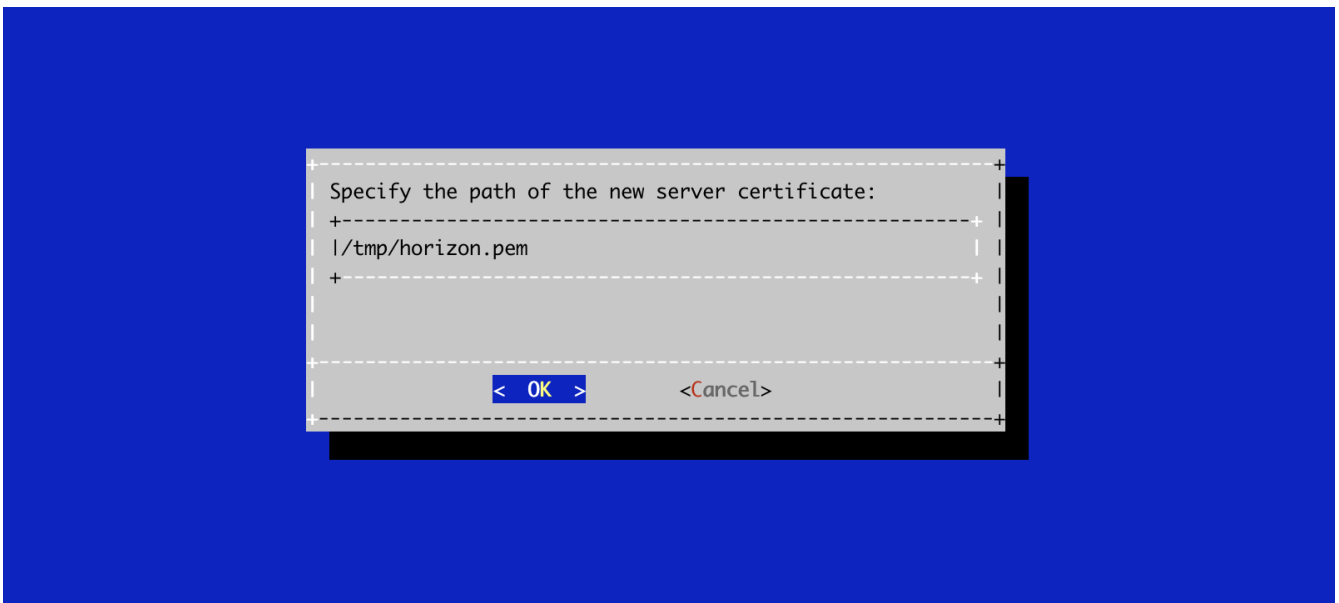 Specify the path of the new server certificate:
/tmp/horizon.pem
< OK > <Cancel>